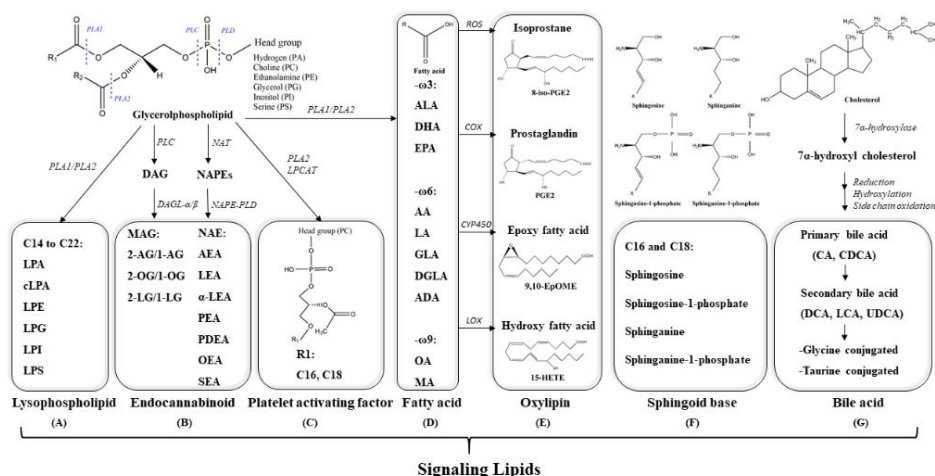 PLA1
PLC
PLD
PLA2
Head group
Hydrogen (PA)
Choline (PC)
Ethanolamine (PE)
Glycerol (PG)
Inositol (PI)
Serine (PS)
Glycerolphospholipid
PLA1/PLA2
PLC
NAT
PLA2
LPCAT
PLA1/PLA2
DAG
NAPEs
DAGL-α/β
NAPE-PLD
C14 to C22:
LPA
cLPA
LPE
LPG
LPI
LPS
Lysophospholipid
(A)
MAG:
2-AG/1-AG
2-OG/1-OG
2-LG/1-LG
NAE:
AEA
LEA
α-LEA
PEA
PDEA
OEA
SEA
Endocannabinoid
(B)
Head group (PC)
R1:
C16, C18
Platelet activating factor
(C)
Fatty acid
-ω3:
ALA
DHA
EPA
-ω6:
AA
LA
GLA
DGLA
ADA
-ω9:
OA
MA
Fatty acid
(D)
ROS
COX
CYP450
LOX
Isoprostane
8-iso-PGE2
Prostaglandin
PGE2
Epoxy fatty acid
9,10-EpOME
Hydroxy fatty acid
15-HETE
Oxylipin
(E)
Sphingosine
Sphinganine
Sphingosine-1-phosphate
Sphinganine-1-phosphate
C16 and C18:
Sphingosine
Sphingosine-1-phosphate
Sphinganine
Sphinganine-1-phosphate
Sphingoid base
(F)
Cholesterol
7α-hydroxylase
7α-hydroxyl cholesterol
Reduction
Hydroxylation
Side chain oxidation
Primary bile acid
(CA, CDCA)
Secondary bile acid
(DCA, LCA, UDCA)
-Glycine conjugated
-Taurine conjugated
Bile acid
(G)
Signaling Lipids